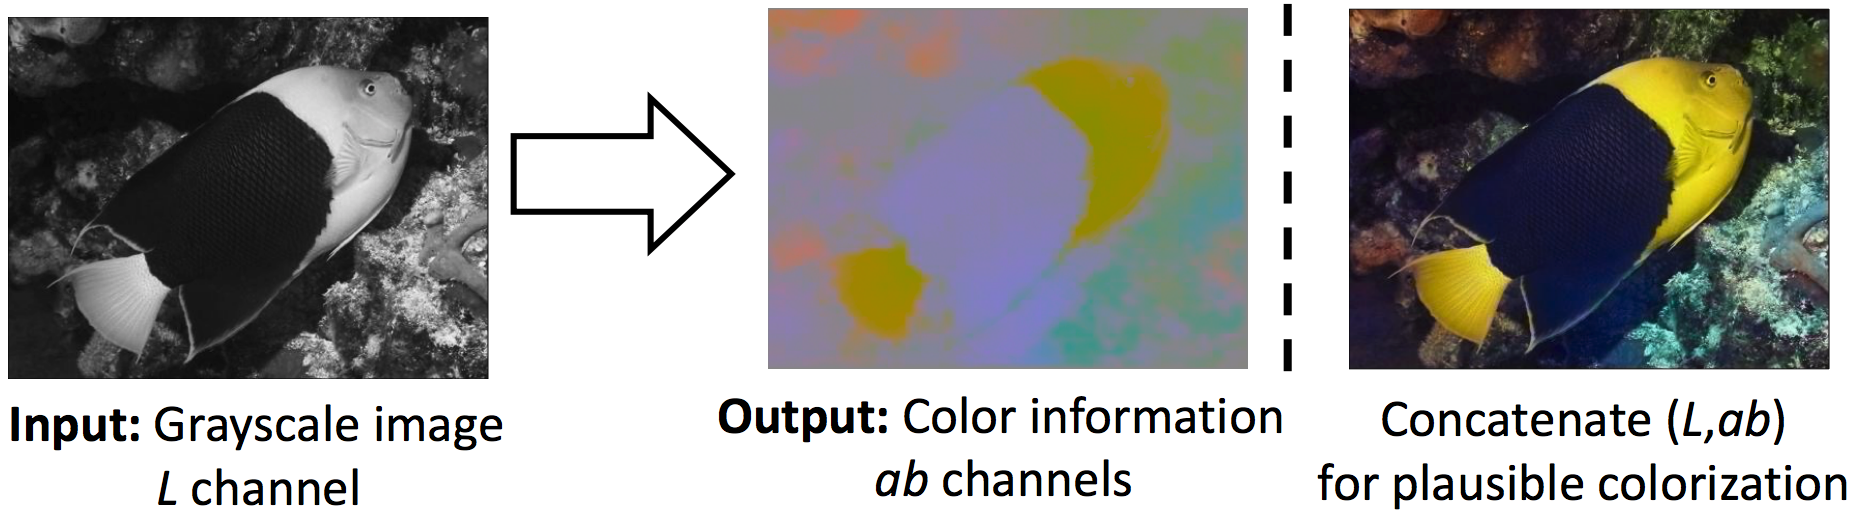 Input: Grayscale image
L channel
Output: Color information
ab channels
Concatenate (L,ab)
for plausible colorization